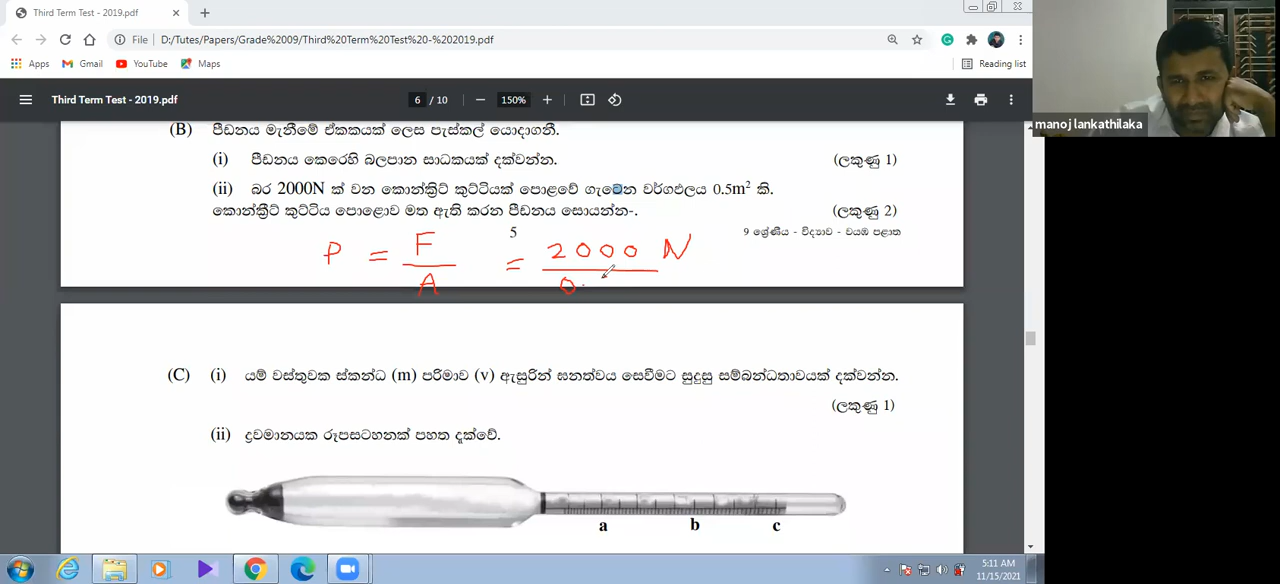 Third Term Test - 2019.pdf
File | D:/Tutes/Papers/Grade%2009/Third%20Term%20Test%20-%202019.pdf
Apps Gmail YouTube Maps Reading list
manoj lankathilaka
Third Term Test - 2019.pdf 6 / 10 150%
(B) පීඩනය මැනීමේ ඒකකයක් ලෙස පැස්කල් යොදාගනී.
(i) පීඩනය කෙරෙහි බලපාන සාධකයක් දක්වන්න. (ලකුණු 1)
(ii) බර 2000N ක් වන කොන්ක්‍රිට් කුට්ටියක් පොළවේ ගැටෙන වර්ගඵලය 0.5m² කි.
කොන්ක්‍රීට් කුට්ටිය පොළොව මත ඇති කරන පීඩනය සොයන්න-. (ලකුණු 2)
5 9 ශ්‍රේණිය - විද්‍යාව - වයඹ පළාත
P = F = 2000 N
A 0.
(C) (i) යම් වස්තුවක ස්කන්ධ (m) පරිමාව (v) ඇසුරින් ඝනත්වය සෙවීමට සුදුසු සම්බන්ධතාවයක් දක්වන්න.
(ලකුණු 1)
(ii) ද්‍රවමානයක රූපසටහනක් පහත දැක්වේ.
a b c
5:11 AM
11/15/2021